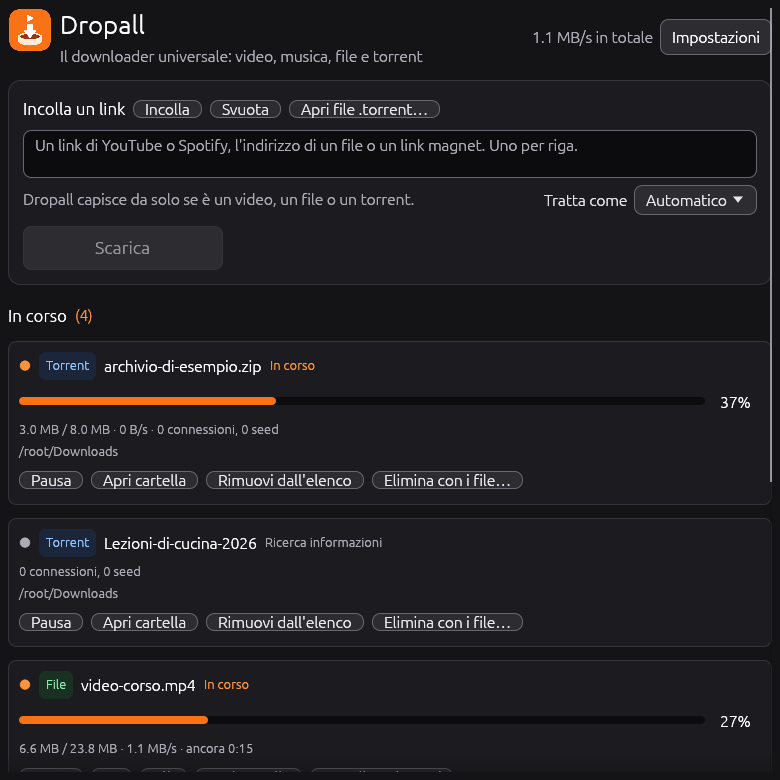 Dropall
Il downloader universale: video, musica, file e torrent
1.1 MB/s in totale
Impostazioni
Incolla un link
Incolla
Svuota
Apri file .torrent…
Un link di YouTube o Spotify, l'indirizzo di un file o un link magnet. Uno per riga.
Dropall capisce da solo se è un video, un file o un torrent.
Tratta come
Automatico
Scarica
In corso (4)
Torrent archivio-di-esempio.zip In corso
37%
3.0 MB / 8.0 MB · 0 B/s · 0 connessioni, 0 seed
/root/Downloads
Pausa Apri cartella Rimuovi dall'elenco Elimina con i file…
Torrent Lezioni-di-cucina-2026 Ricerca informazioni
0 connessioni, 0 seed
/root/Downloads
Pausa Apri cartella Rimuovi dall'elenco Elimina con i file…
File video-corso.mp4 In corso
27%
6.6 MB / 23.8 MB · 1.1 MB/s · ancora 0:15